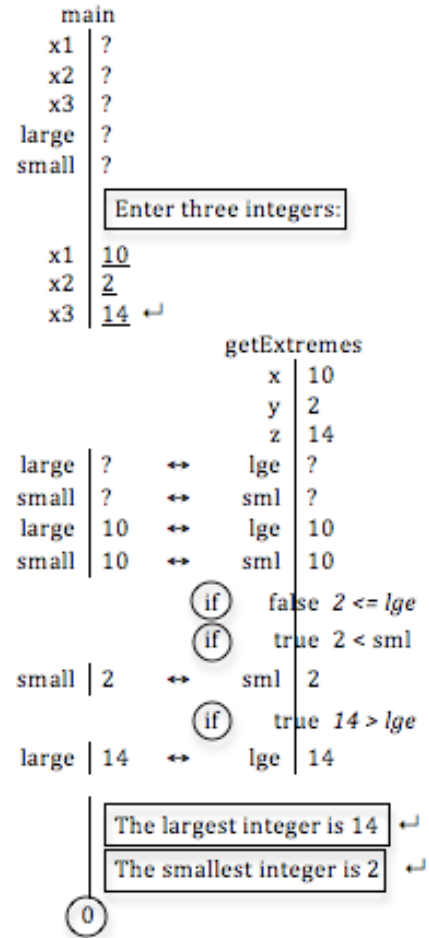 main
x1 ?
x2 ?
x3 ?
large ?
small ?
Enter three integers:
x1 10
x2 2
x3 14 ↵
getExtremes
x 10
y 2
z 14
large ? ↔ lge ?
small ? ↔ sml ?
large 10 ↔ lge 10
small 10 ↔ sml 10
if false 2 <= lge
if true 2 < sml
small 2 ↔ sml 2
if true 14 > lge
large 14 ↔ lge 14
The largest integer is 14 ↵
The smallest integer is 2 ↵
0